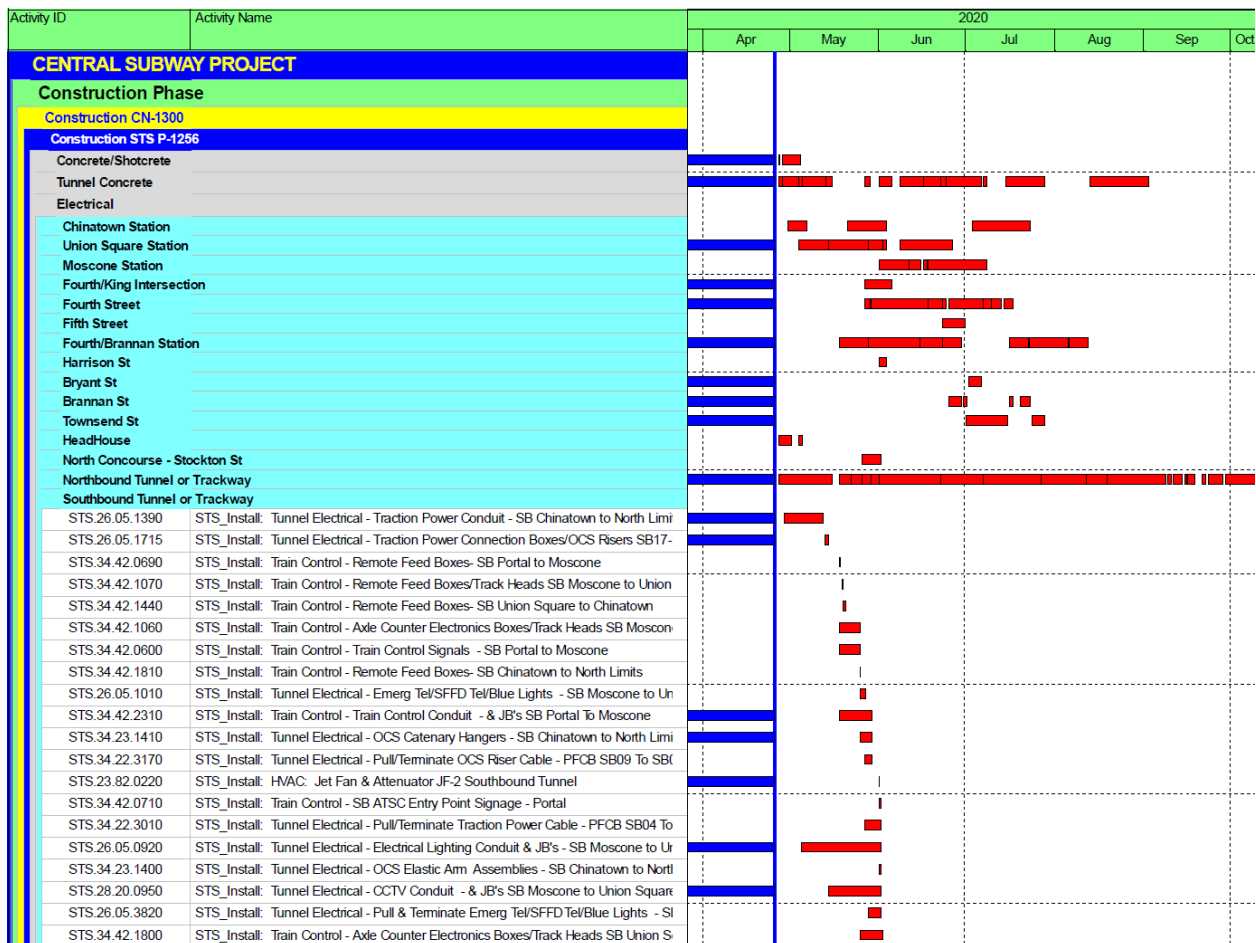 Activity ID Activity Name 2020
Apr May Jun Jul Aug Sep Oct
CENTRAL SUBWAY PROJECT
Construction Phase
Construction CN-1300
Construction STS P-1256
Concrete/Shotcrete
Tunnel Concrete
Electrical
Chinatown Station
Union Square Station
Moscone Station
Fourth/King Intersection
Fourth Street
Fifth Street
Fourth/Brannan Station
Harrison St
Bryant St
Brannan St
Townsend St
HeadHouse
North Concourse - Stockton St
Northbound Tunnel or Trackway
Southbound Tunnel or Trackway
STS.26.05.1390 STS_Install: Tunnel Electrical - Traction Power Conduit - SB Chinatown to North Limi
STS.26.05.1715 STS_Install: Tunnel Electrical - Traction Power Connection Boxes/OCS Risers SB17-
STS.34.42.0690 STS_Install: Train Control - Remote Feed Boxes- SB Portal to Moscone
STS.34.42.1070 STS_Install: Train Control - Remote Feed Boxes/Track Heads SB Moscone to Union
STS.34.42.1440 STS_Install: Train Control - Remote Feed Boxes- SB Union Square to Chinatown
STS.34.42.1060 STS_Install: Train Control - Axle Counter Electronics Boxes/Track Heads SB Moscon
STS.34.42.0600 STS_Install: Train Control - Train Control Signals - SB Portal to Moscone
STS.34.42.1810 STS_Install: Train Control - Remote Feed Boxes- SB Chinatown to North Limits
STS.26.05.1010 STS_Install: Tunnel Electrical - Emerg Tel/SFFD Tel/Blue Lights - SB Moscone to Un
STS.34.42.2310 STS_Install: Train Control - Train Control Conduit - & JB's SB Portal To Moscone
STS.34.23.1410 STS_Install: Tunnel Electrical - OCS Catenary Hangers - SB Chinatown to North Limi
STS.34.22.3170 STS_Install: Tunnel Electrical - Pull/Terminate OCS Riser Cable - PFCB SB09 To SB0
STS.23.82.0220 STS_Install: HVAC: Jet Fan & Attenuator JF-2 Southbound Tunnel
STS.34.42.0710 STS_Install: Train Control - SB ATSC Entry Point Signage - Portal
STS.34.22.3010 STS_Install: Tunnel Electrical - Pull/Terminate Traction Power Cable - PFCB SB04 To
STS.26.05.0920 STS_Install: Tunnel Electrical - Electrical Lighting Conduit & JB's - SB Moscone to Ur
STS.34.23.1400 STS_Install: Tunnel Electrical - OCS Elastic Arm Assemblies - SB Chinatown to North
STS.28.20.0950 STS_Install: Tunnel Electrical - CCTV Conduit - & JB's SB Moscone to Union Square
STS.26.05.3820 STS_Install: Tunnel Electrical - Pull & Terminate Emerg Tel/SFFD Tel/Blue Lights - SI
STS.34.42.1800 STS_Install: Train Control - Axle Counter Electronics Boxes/Track Heads SB Union S